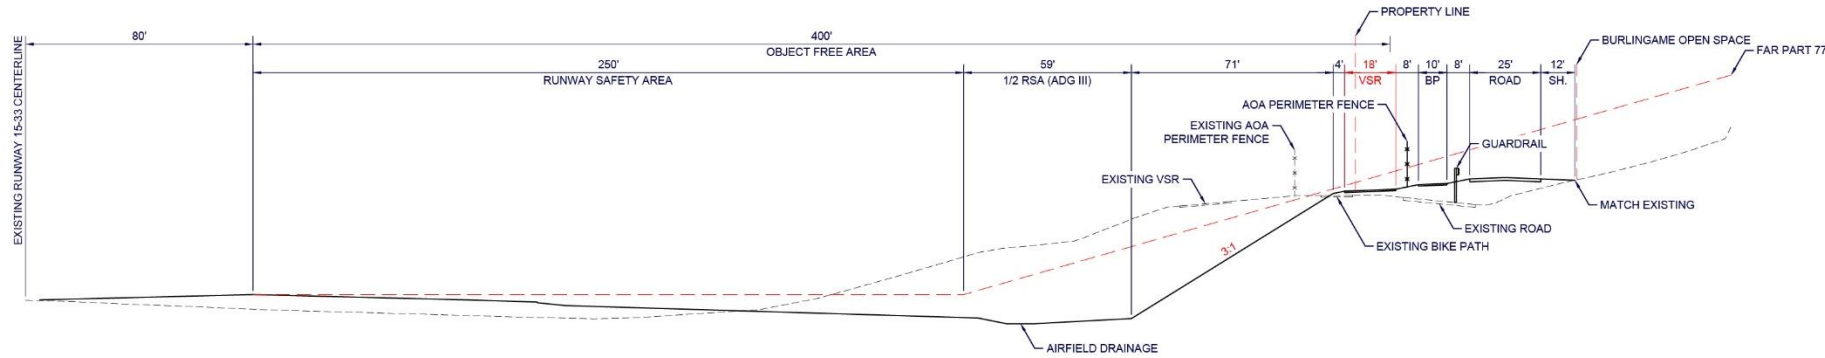 PROPERTY LINE
80'
400'
OBJECT FREE AREA
BURLINGAME OPEN SPACE
FAR PART 77
250'
RUNWAY SAFETY AREA
59'
1/2 RSA (ADG III)
71'
4'
18'
VSR
8'
10'
BP
8'
25'
ROAD
12'
SH.
EXISTING RUNWAY 15-33 CENTERLINE
AOA PERIMETER FENCE
EXISTING AOA
PERIMETER FENCE
GUARDRAIL
EXISTING VSR
MATCH EXISTING
EXISTING ROAD
EXISTING BIKE PATH
3:1
AIRFIELD DRAINAGE